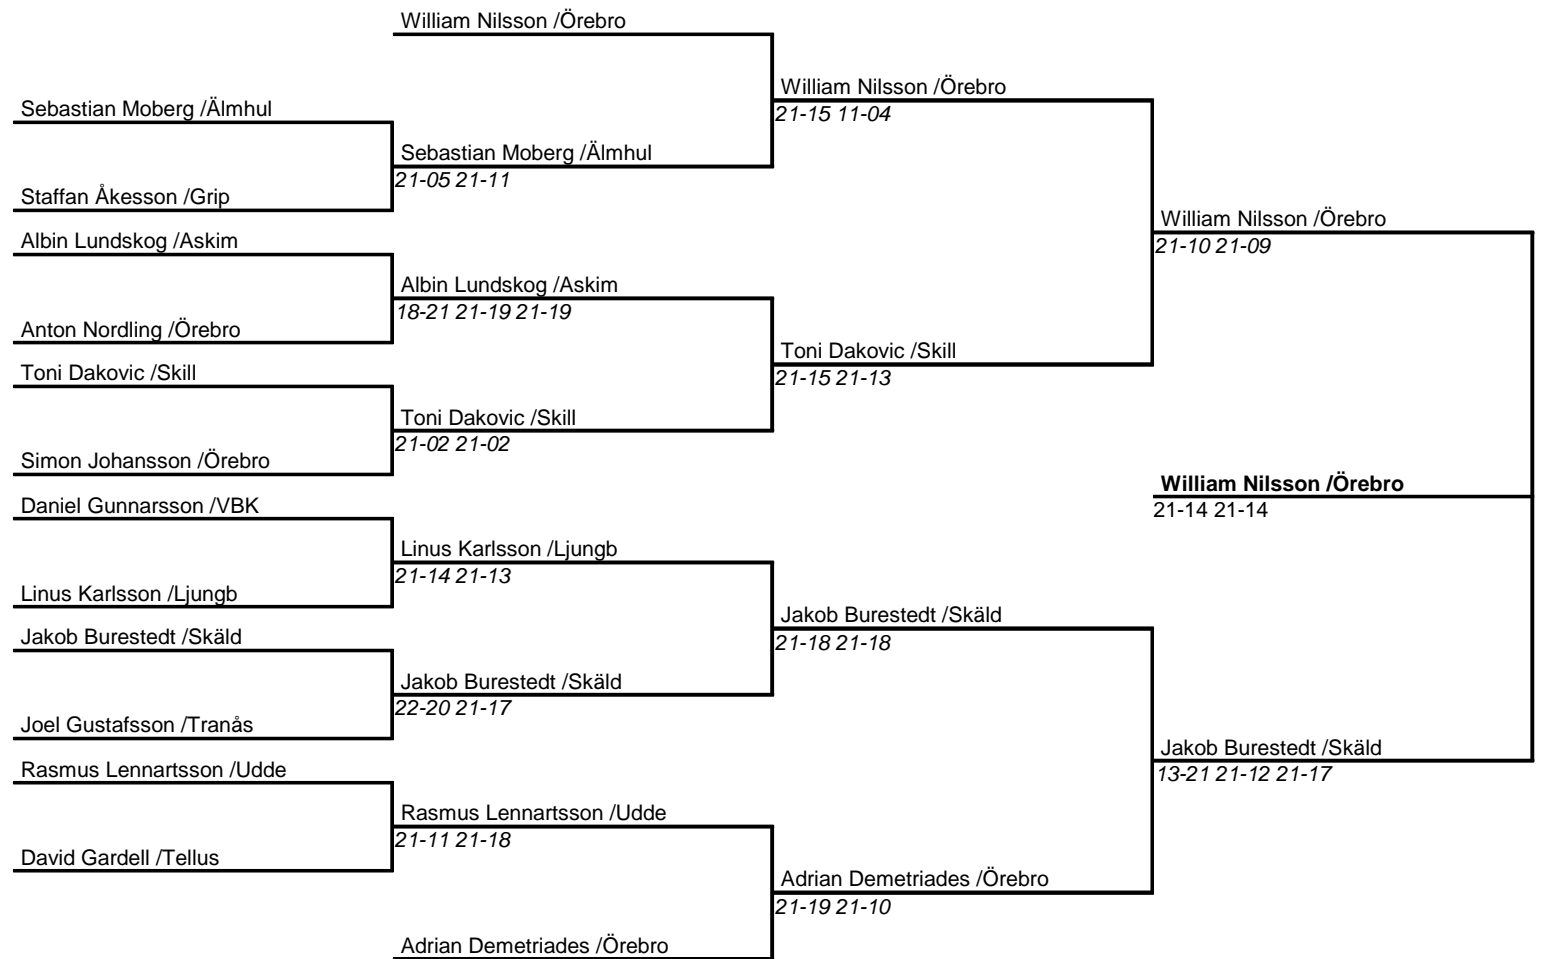 William Nilsson /Örebro
William Nilsson /Örebro
Sebastian Moberg /Älmhul
21-15 11-04
Sebastian Moberg /Älmhul
21-05 21-11
Staffan Åkesson /Grip
William Nilsson /Örebro
Albin Lundskog /Askim
21-10 21-09
Albin Lundskog /Askim
18-21 21-19 21-19
Anton Nordling /Örebro
Toni Dakovic /Skill
Toni Dakovic /Skill
21-15 21-13
Toni Dakovic /Skill
21-02 21-02
Simon Johansson /Örebro
William Nilsson /Örebro
Daniel Gunnarsson /VBK
21-14 21-14
Linus Karlsson /Ljungb
21-14 21-13
Linus Karlsson /Ljungb
Jakob Burestedt /Skäld
Jakob Burestedt /Skäld
21-18 21-18
Jakob Burestedt /Skäld
22-20 21-17
Joel Gustafsson /Tranås
Jakob Burestedt /Skäld
Rasmus Lennartsson /Udde
13-21 21-12 21-17
Rasmus Lennartsson /Udde
21-11 21-18
David Gardell /Tellus
Adrian Demetriades /Örebro
21-19 21-10
Adrian Demetriades /Örebro